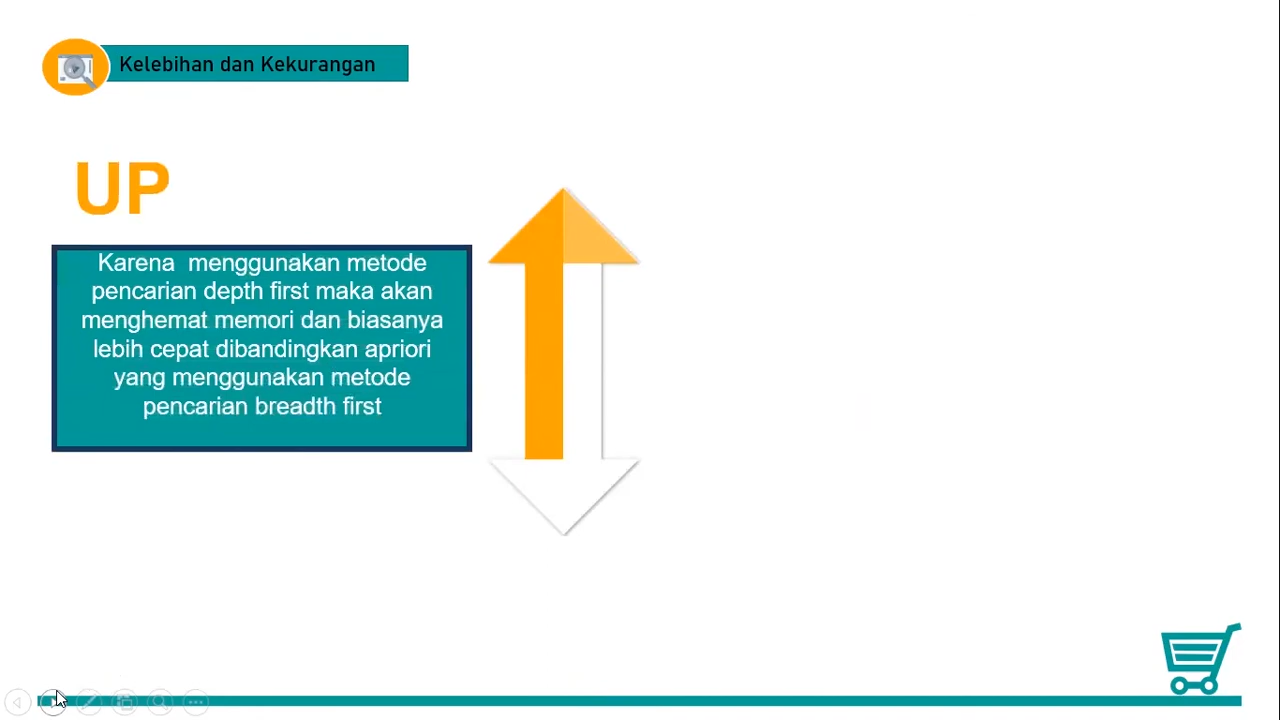 Kelebihan dan Kekurangan
UP
Karena  menggunakan metode
pencarian depth first maka akan
menghemat memori dan biasanya
lebih cepat dibandingkan apriori
yang menggunakan metode
pencarian breadth first